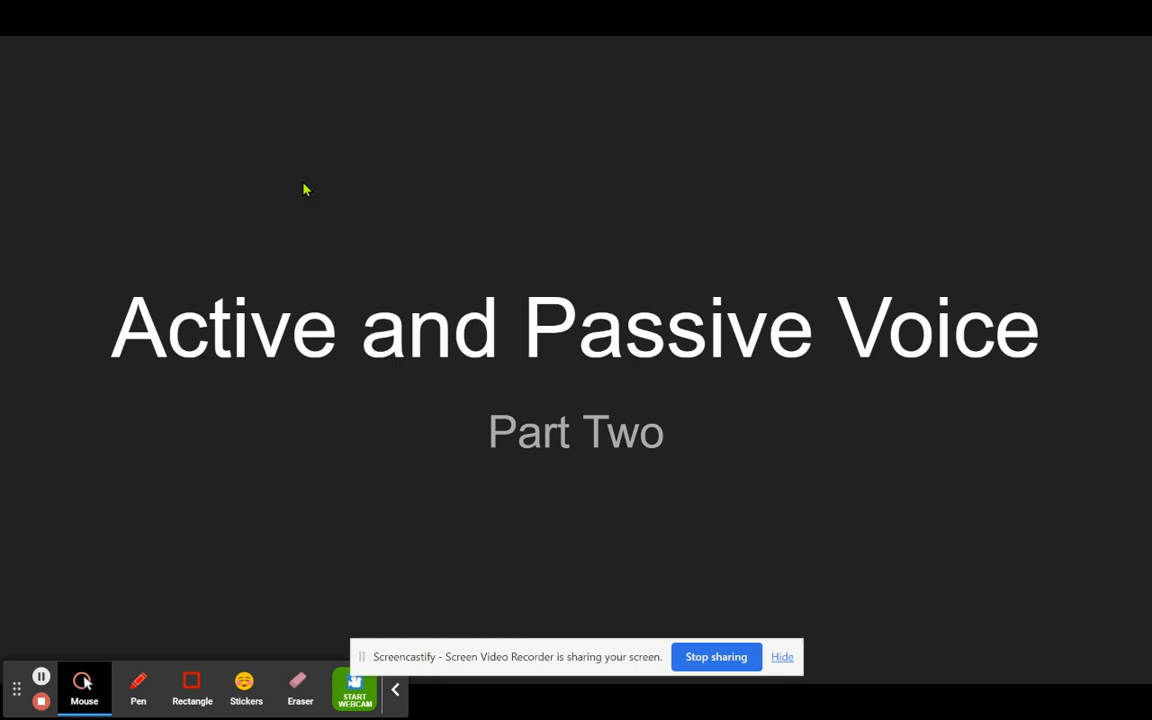 Active and Passive Voice
Part Two
Screencastify - Screen Video Recorder is sharing your screen.
Stop sharing
Hide
Mouse
Pen
Rectangle
Stickers
Eraser
START
WEBCAM